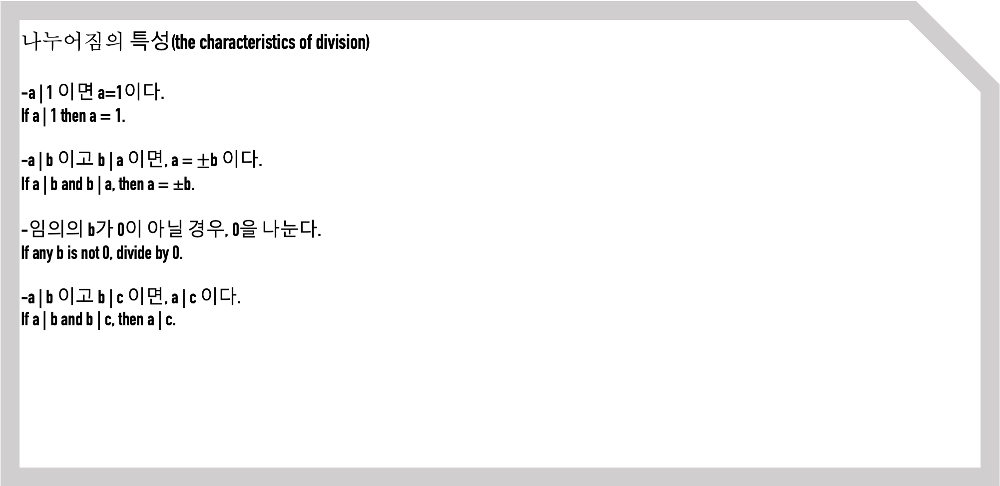 나누어짐의 특성(the characteristics of division)
-a | 1 이면 a=1이다.
If a | 1 then a = 1.
-a | b 이고 b | a 이면, a = ±b 이다.
If a | b and b | a, then a = ±b.
-임의의 b가 0이 아닐 경우, 0을 나눈다.
If any b is not 0, divide by 0.
-a | b 이고 b | c 이면, a | c 이다.
If a | b and b | c, then a | c.